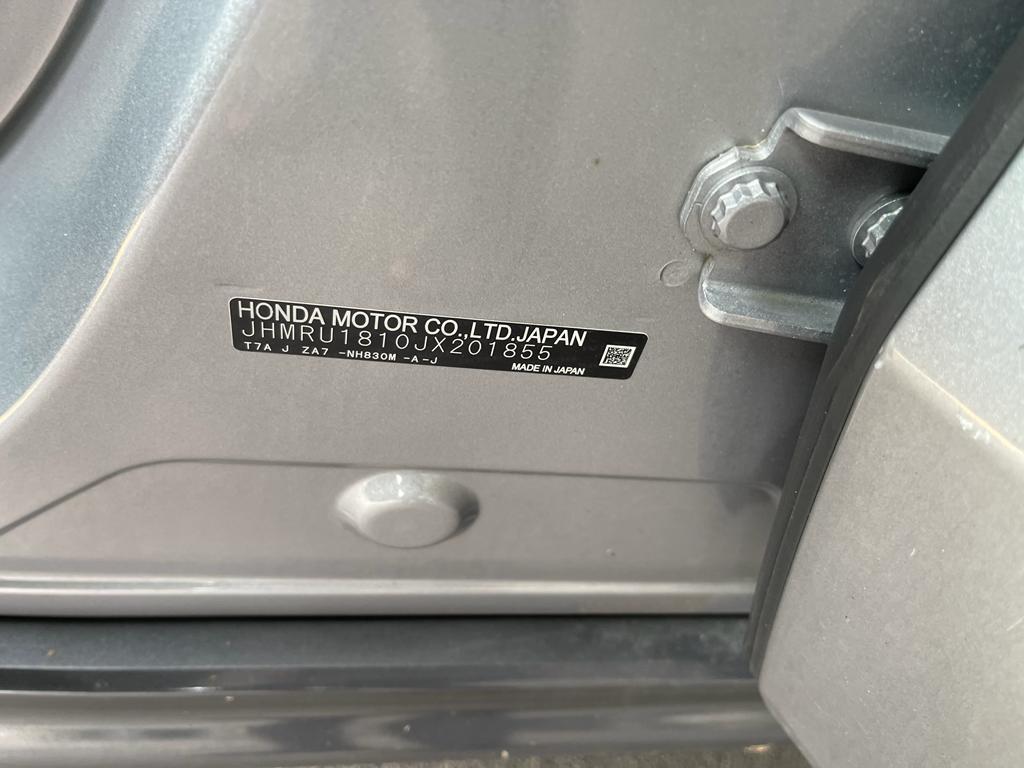 HONDA MOTOR CO.,LTD.JAPAN
JHMRU1810JX201855
T7A J ZA7 -NH830M -A-J
MADE IN JAPAN